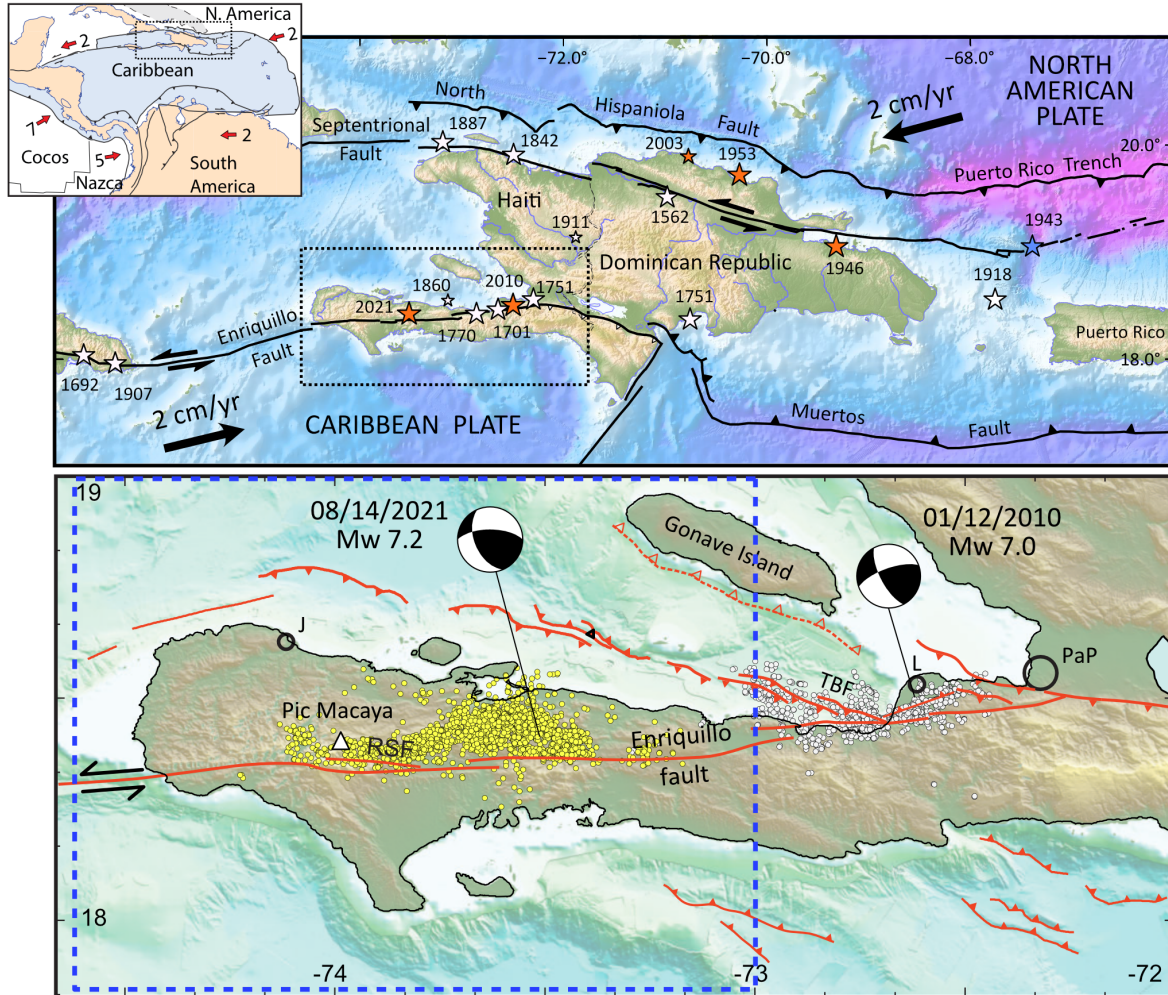 N. America
2
2
Caribbean
7
2
Cocos
5
South
America
Nazca
-72.0
-70.0
-68.0
NORTH
AMERICAN
PLATE
2 cm/yr
North
Hispaniola
Fault
Septentrional
Fault
1887
1842
2003
1953
20.0
Puerto Rico Trench
Haiti
1562
1911
1943
Dominican Republic
1946
1918
1860
2010
1751
2021
1751
Enriquillo
Fault
1770
1701
Puerto Rico
18.0
1692
1907
2 cm/yr
CARIBBEAN PLATE
Muertos
Fault
19
08/14/2021
Mw 7.2
01/12/2010
Mw 7.0
Gonave Island
J
L
PaP
TBF
Pic Macaya
RSF
Enriquillo
fault
18
-74
-73
-72